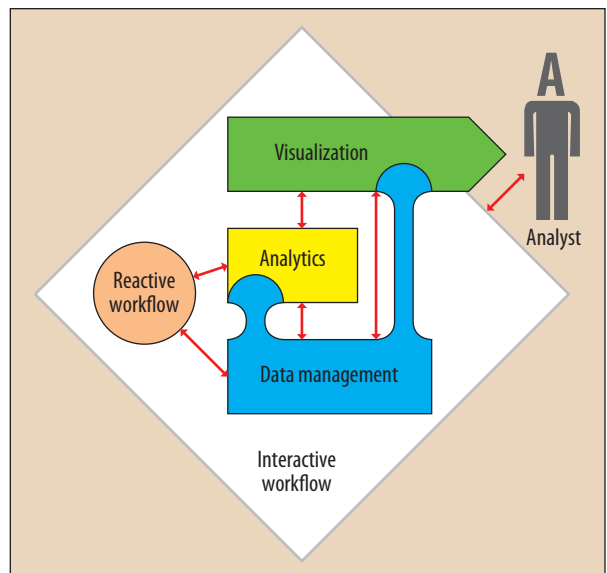 A
Visualization
Analyst
Analytics
Reactive
workflow
Data management
Interactive
workflow